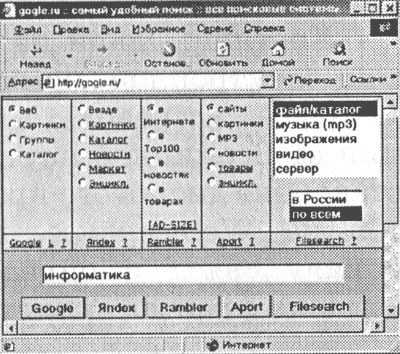 gogle.ru :: самый удобный поиск :: все поисковые системы
Файл Правка Вид Избранное Сервис Справка
Назад Останов. Обновить Домой Поиск
Адрес http://gogle.ru/ Переход Ссылки »
Веб
Картинки
Группы
Каталог
Везде
Картинки
Каталог
Новости
Маркет
Энцикл.
в
Интернете
в
Top100
в
новостях
в
товарах
[AD-SIZE]
сайты
картинки
MP3
новости
товары
энцикл.
файл/каталог
музыка (mp3)
изображения
видео
сервер
в России
по всем
Google L ? Яndex ? Rambler ? Aport ? Filesearch ?
информатика
Google Яndex Rambler Aport Filesearch
Интернет